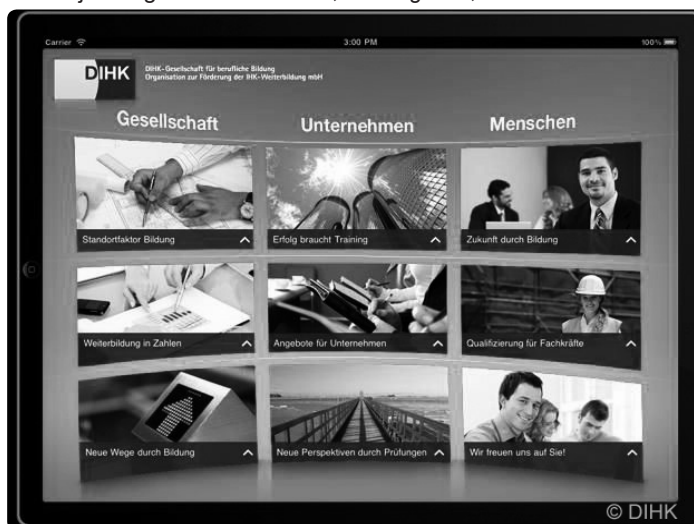 Carrier
3:00 PM
100%
DIHK
DIHK-Gesellschaft für berufliche Bildung
Organisation zur Förderung der IHK-Weiterbildung mbH
Gesellschaft
Unternehmen
Menschen
Standortfaktor Bildung
Erfolg braucht Training
Zukunft durch Bildung
Weiterbildung in Zahlen
Angebote für Unternehmen
Qualifizierung für Fachkräfte
Neue Wege durch Bildung
Neue Perspektiven durch Prüfungen
Wir freuen uns auf Sie!
© DIHK